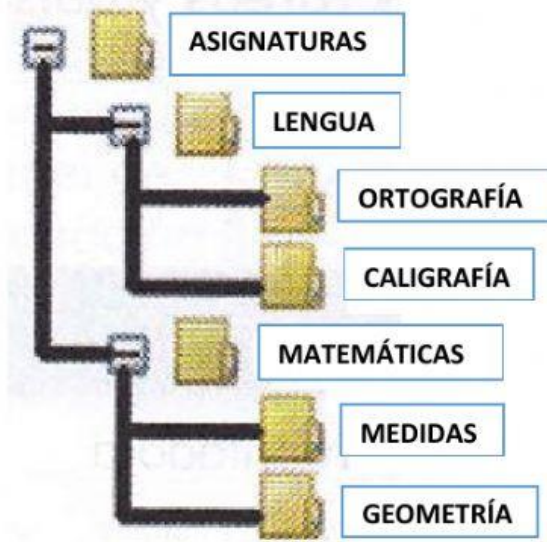 ASIGNATURAS
LENGUA
ORTOGRAFÍA
CALIGRAFÍA
MATEMÁTICAS
MEDIDAS
GEOMETRÍA